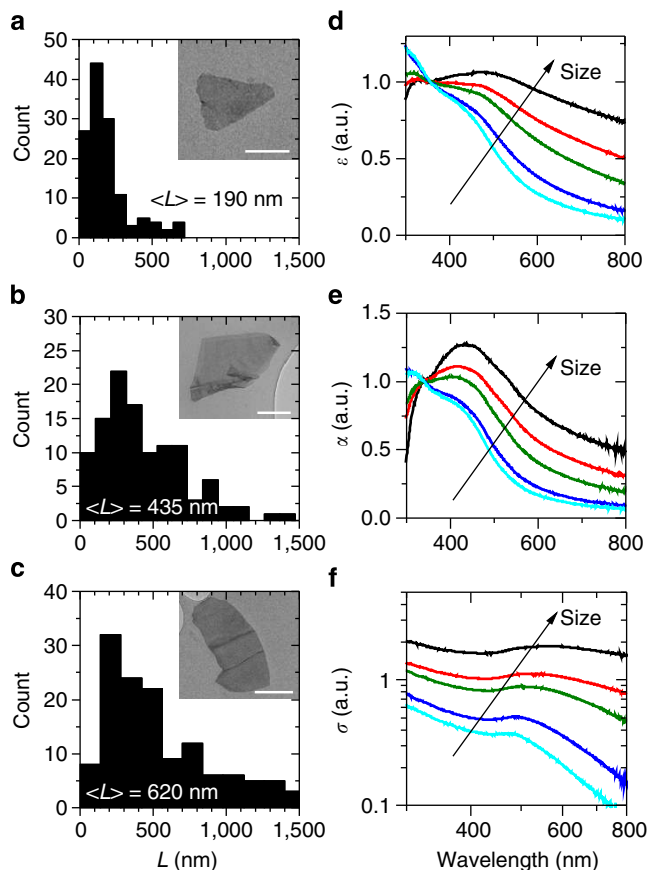 a
50
40
30
20
10
0
Count
<L> = 190 nm
0
500
1,000
1,500
b
30
25
20
15
10
5
0
Count
<L> = 435 nm
0
500
1,000
1,500
c
40
30
20
10
0
Count
<L> = 620 nm
0
500
1,000
1,500
L (nm)
d
1.0
0.5
0.0
ε (a.u.)
Size
400
600
800
e
1.5
1.0
0.5
0.0
α (a.u.)
Size
400
600
800
f
1
0.1
σ (a.u.)
Size
400
600
800
Wavelength (nm)